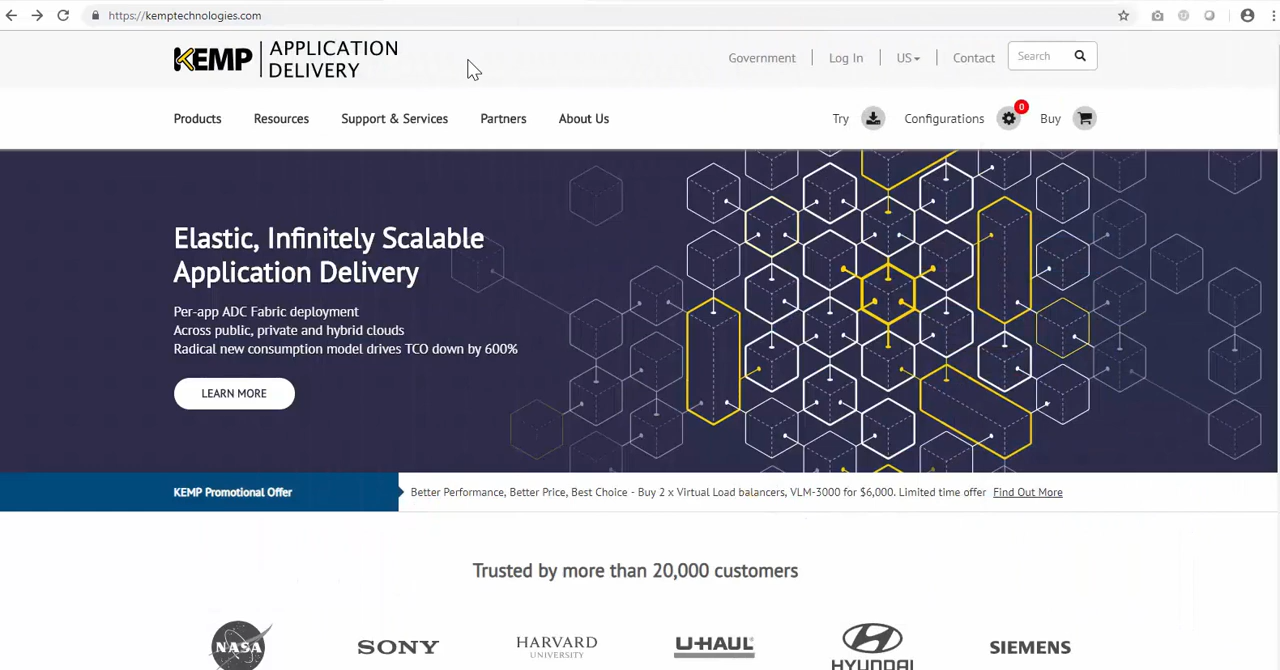 https://kemptechnologies.com
KEMP APPLICATION
DELIVERY
Government
Log In
US
Contact
Search
Products
Resources
Support & Services
Partners
About Us
Try
Configurations
0
Buy
Elastic, Infinitely Scalable
Application Delivery
Per-app ADC Fabric deployment
Across public, private and hybrid clouds
Radical new consumption model drives TCO down by 600%
LEARN MORE
KEMP Promotional Offer
Better Performance, Better Price, Best Choice - Buy 2 x Virtual Load balancers, VLM-3000 for $6,000. Limited time offer Find Out More
Trusted by more than 20,000 customers
NASA
SONY
HARVARD
UNIVERSITY
U-HAUL
HYUNDAI
SIEMENS